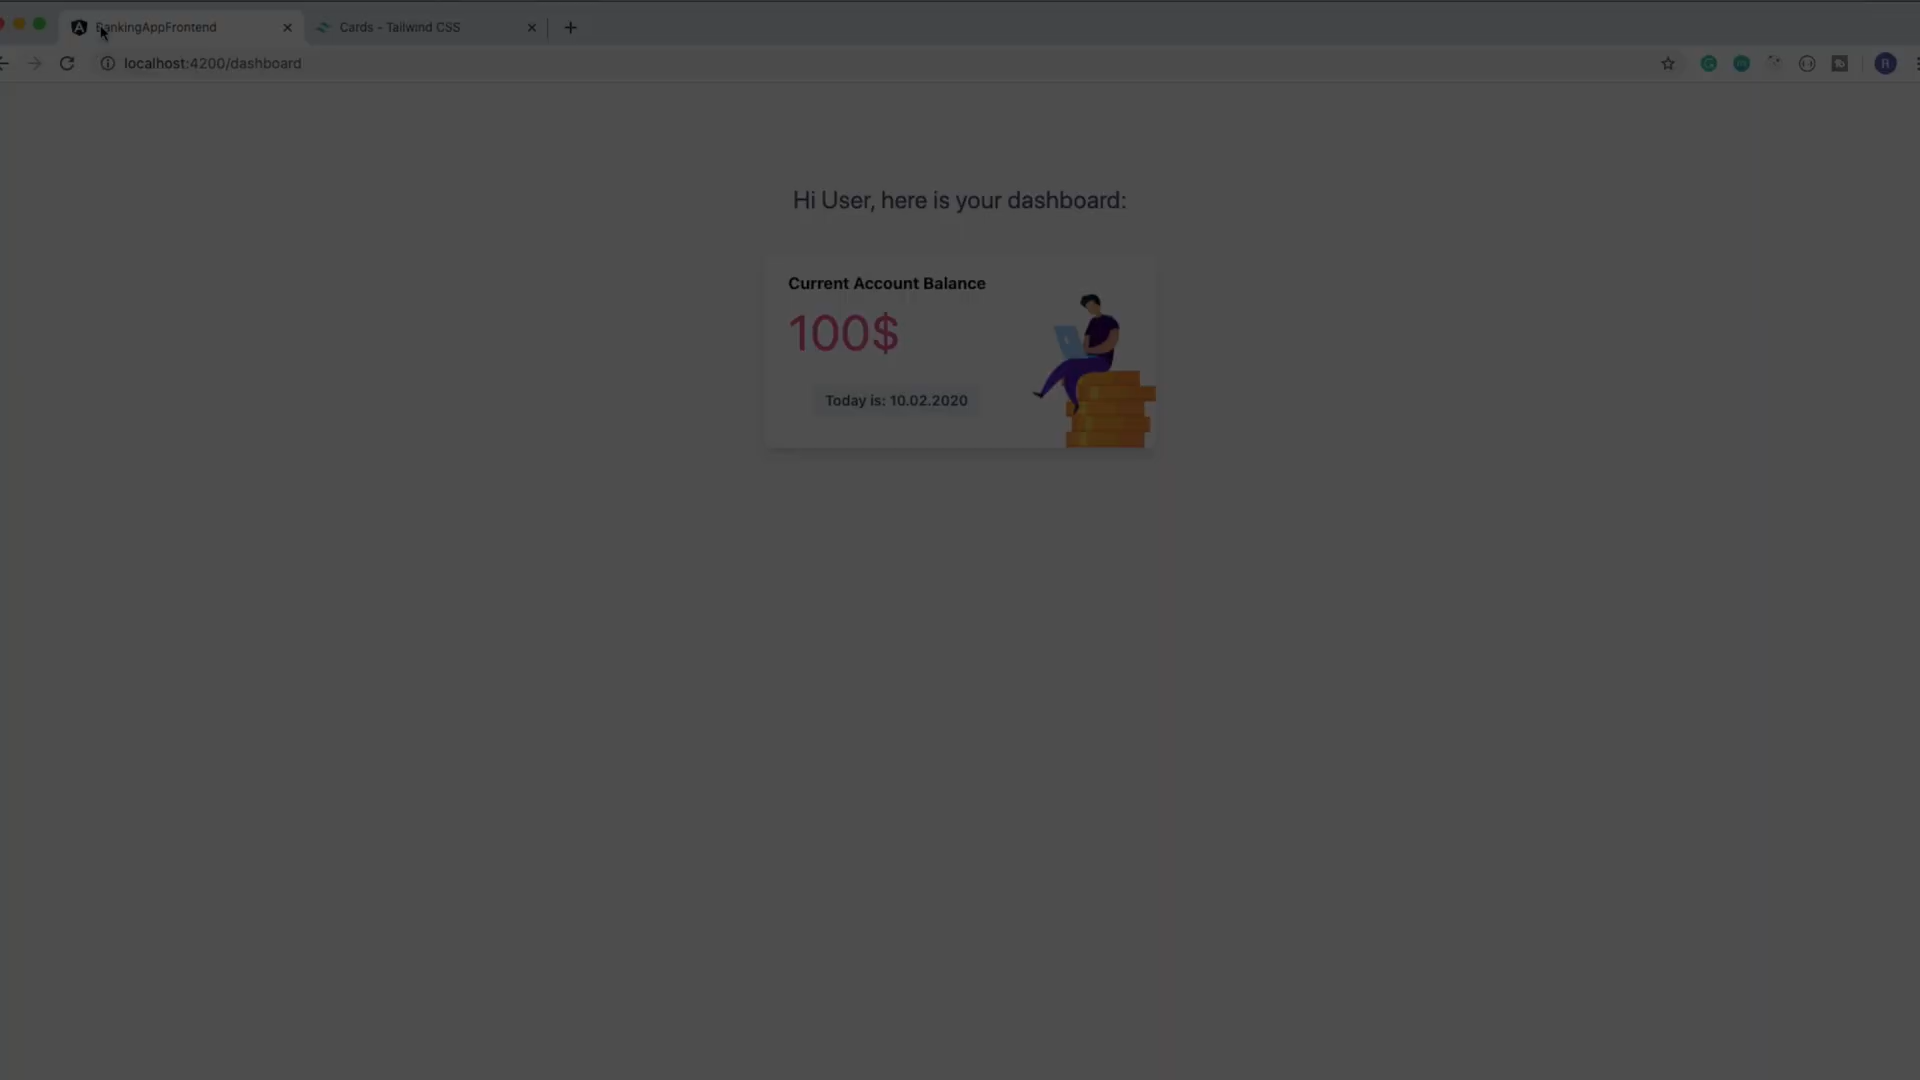 BankingAppFrontend
Cards - Tailwind CSS
localhost:4200/dashboard
R
Hi User, here is your dashboard:
Current Account Balance
100$
Today is: 10.02.2020